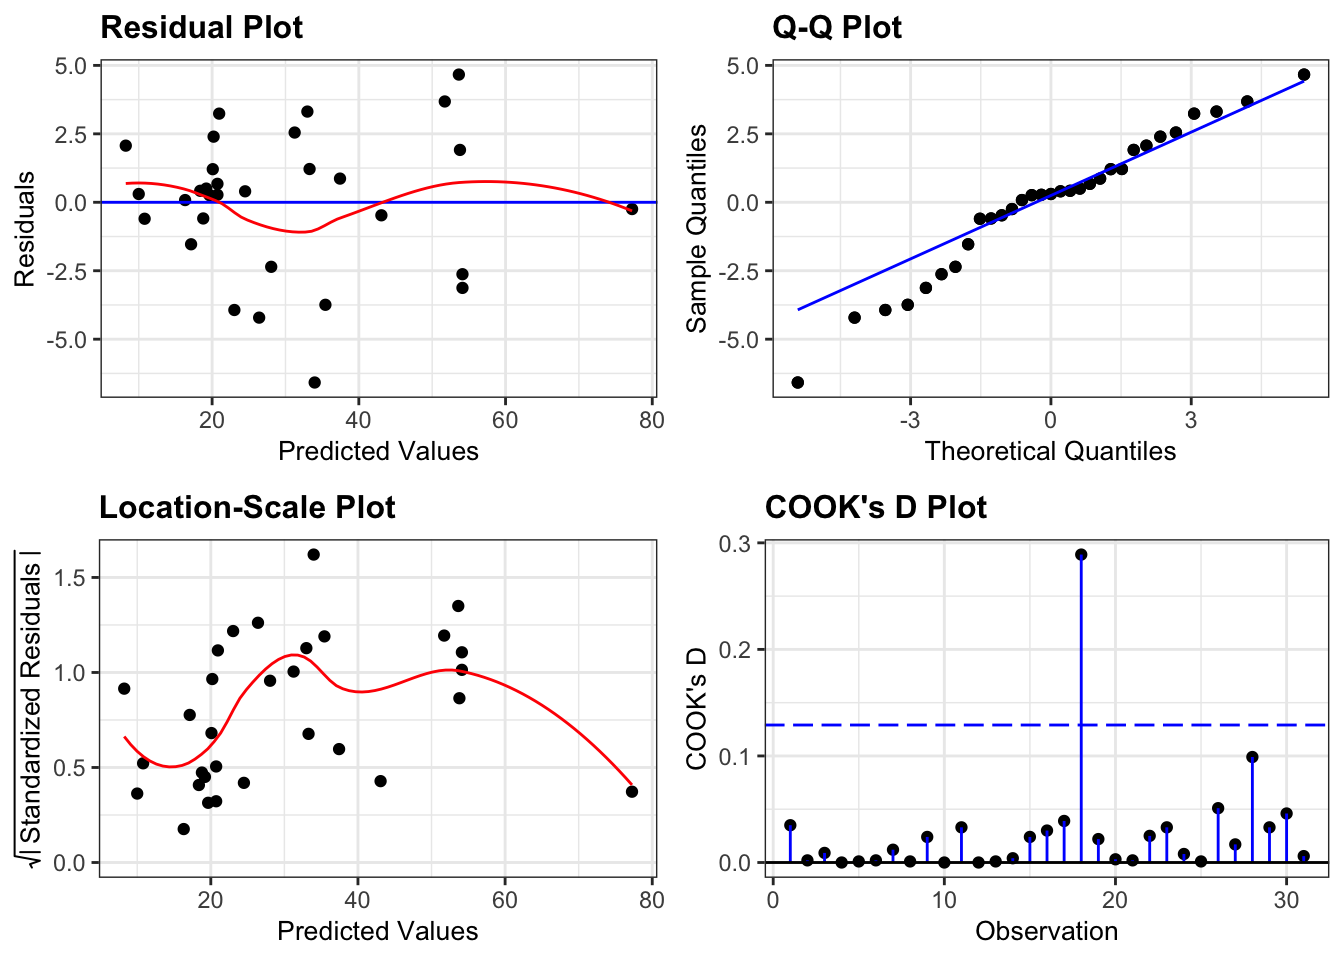 Residual Plot
5.0
2.5
0.0
-2.5
-5.0
Residuals
20 40 60 80
Predicted Values
Q-Q Plot
5.0
2.5
0.0
-2.5
-5.0
Sample Quantiles
-3 0 3
Theoretical Quantiles
Location-Scale Plot
1.5
1.0
0.5
0.0
√| Standardized Residuals |
20 40 60 80
Predicted Values
COOK's D Plot
0.3
0.2
0.1
0.0
COOK's D
0 10 20 30
Observation